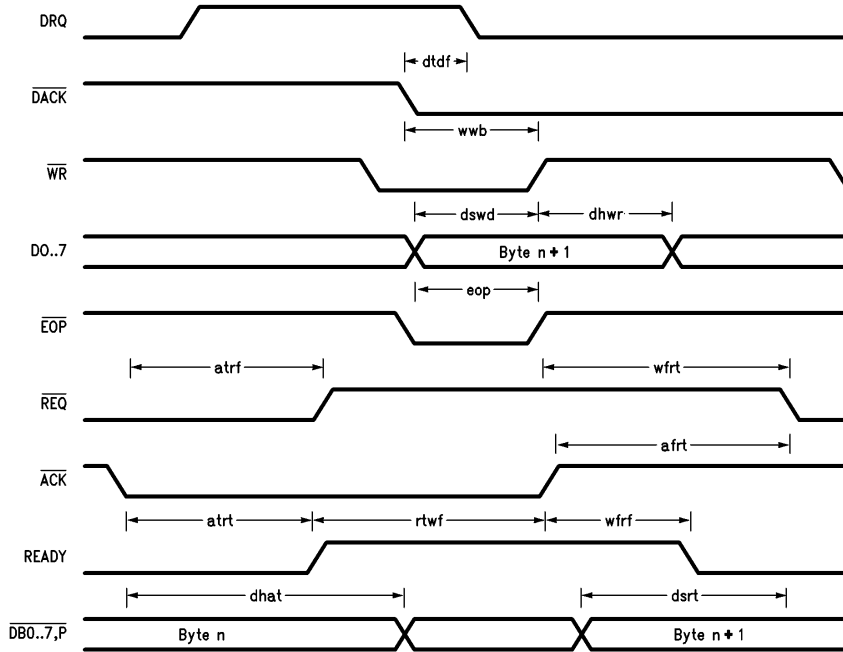 DRQ
dtdf
DACK
wwb
WR
dswd dhwr
DO..7 Byte n + 1
eop
EOP
atrf wfrt
REQ
afrt
ACK
atrt rtwf wfrf
READY
dhat dsrt
DB0..7,P Byte n Byte n + 1